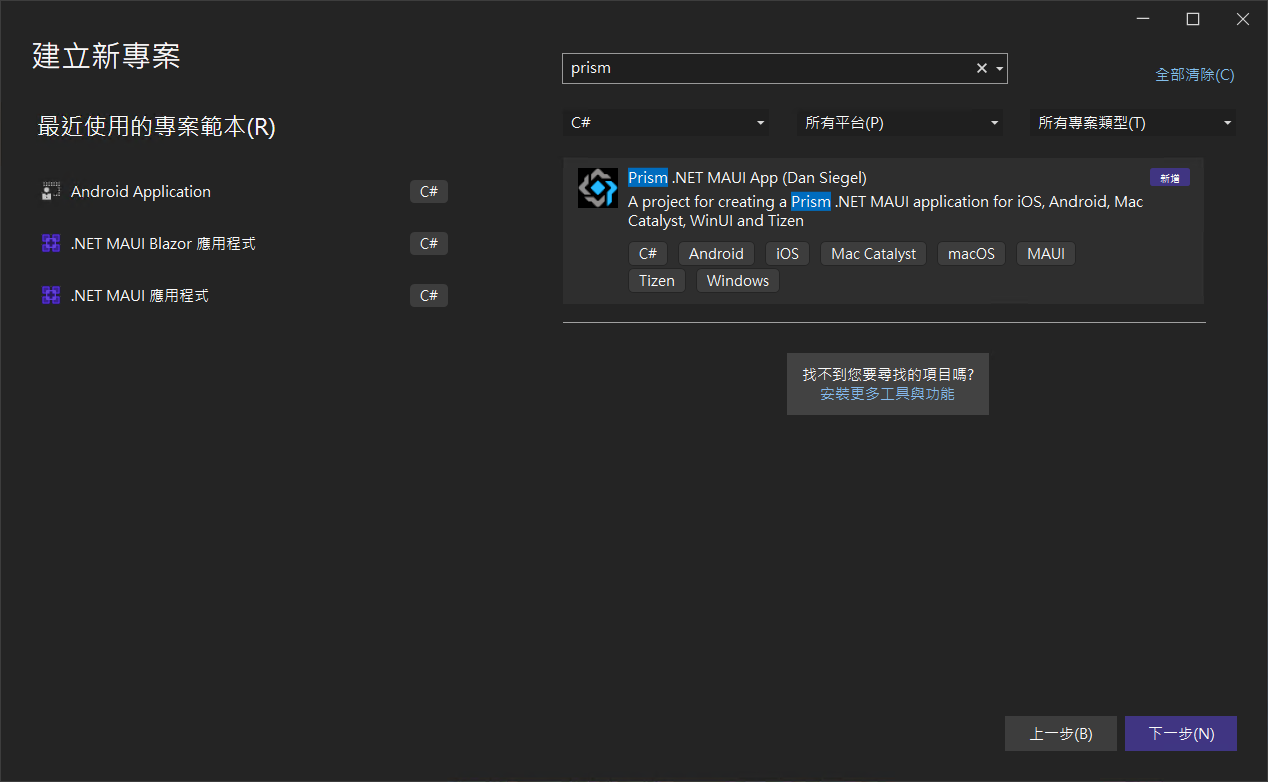 建立新專案
最近使用的專案範本(R)
Android Application
C#
.NET MAUI Blazor 應用程式
C#
.NET MAUI 應用程式
C#
prism
全部清除(C)
C#
所有平台(P)
所有專案類型(T)
Prism .NET MAUI App (Dan Siegel)
新增
A project for creating a Prism .NET MAUI application for iOS, Android, Mac
Catalyst, WinUI and Tizen
C# Android iOS Mac Catalyst macOS MAUI
Tizen Windows
找不到您要尋找的項目嗎?
安裝更多工具與功能
上一步(B)
下一步(N)